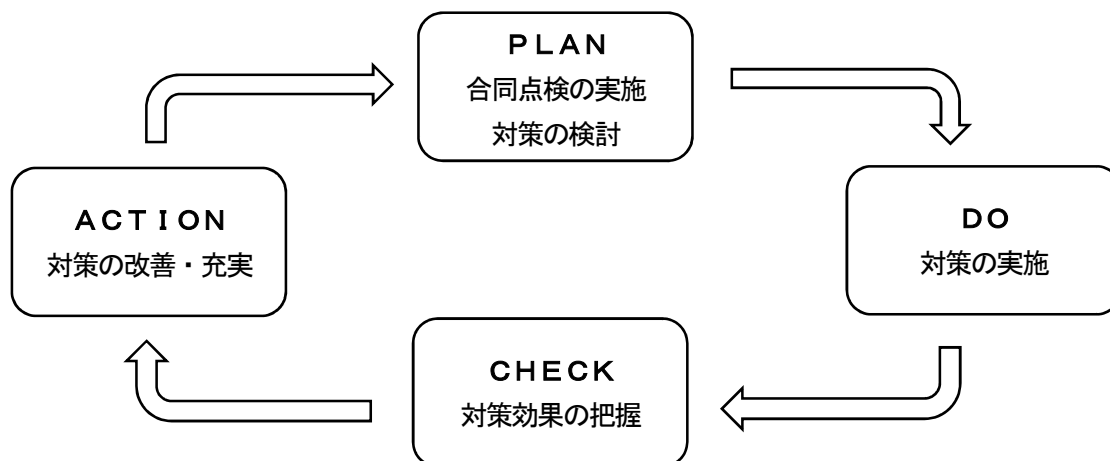 ＰＬＡＮ
合同点検の実施
対策の検討
ＤＯ
対策の実施
ＣＨＥＣＫ
対策効果の把握
ＡＣＴＩＯＮ
対策の改善・充実